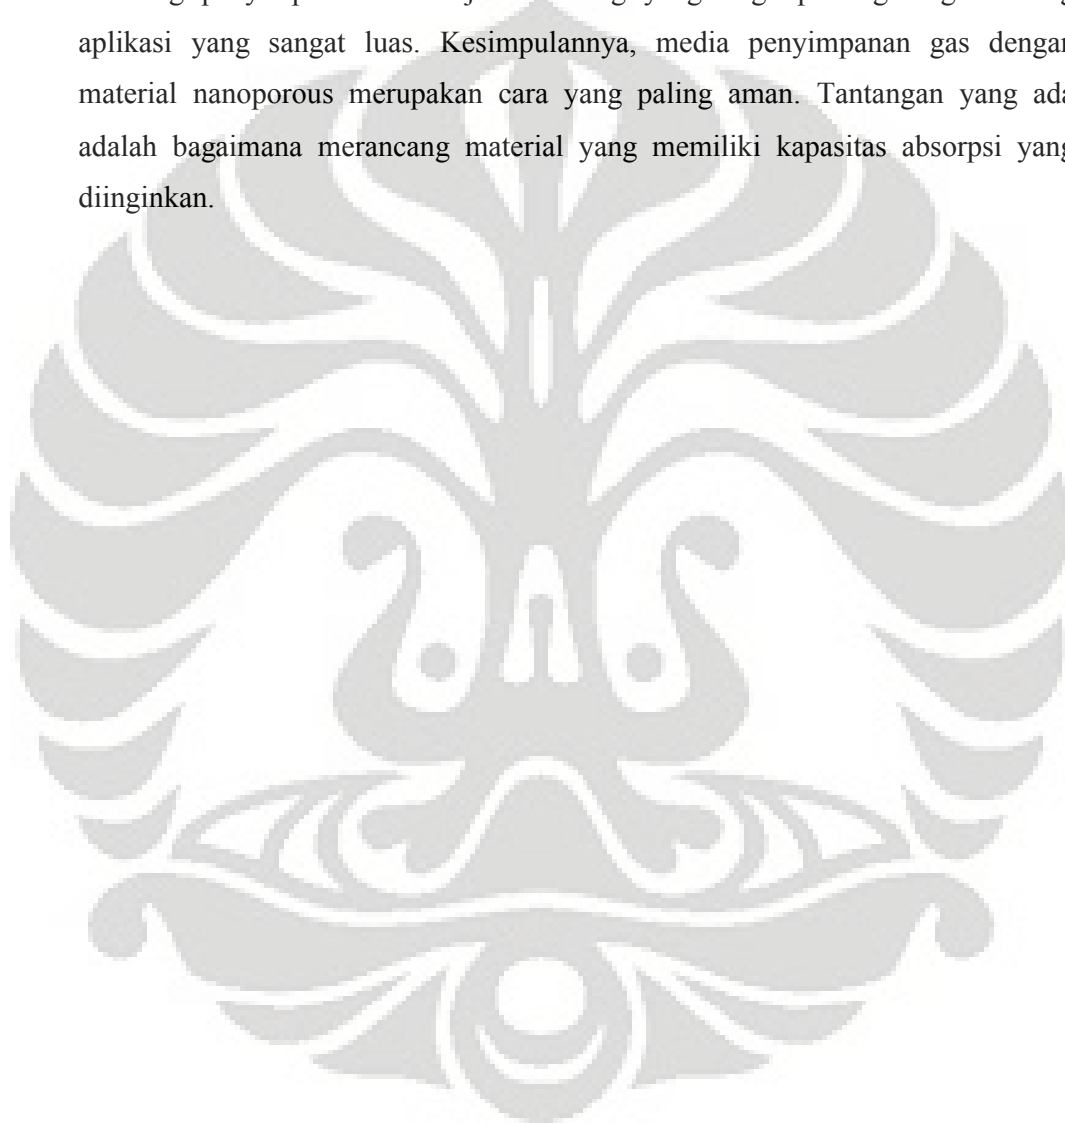 aplikasi yang sangat luas. Kesimpulannya, media penyimpanan gas dengan
material nanoporous merupakan cara yang paling aman. Tantangan yang ada
adalah bagaimana merancang material yang memiliki kapasitas absorpsi yang
diinginkan.